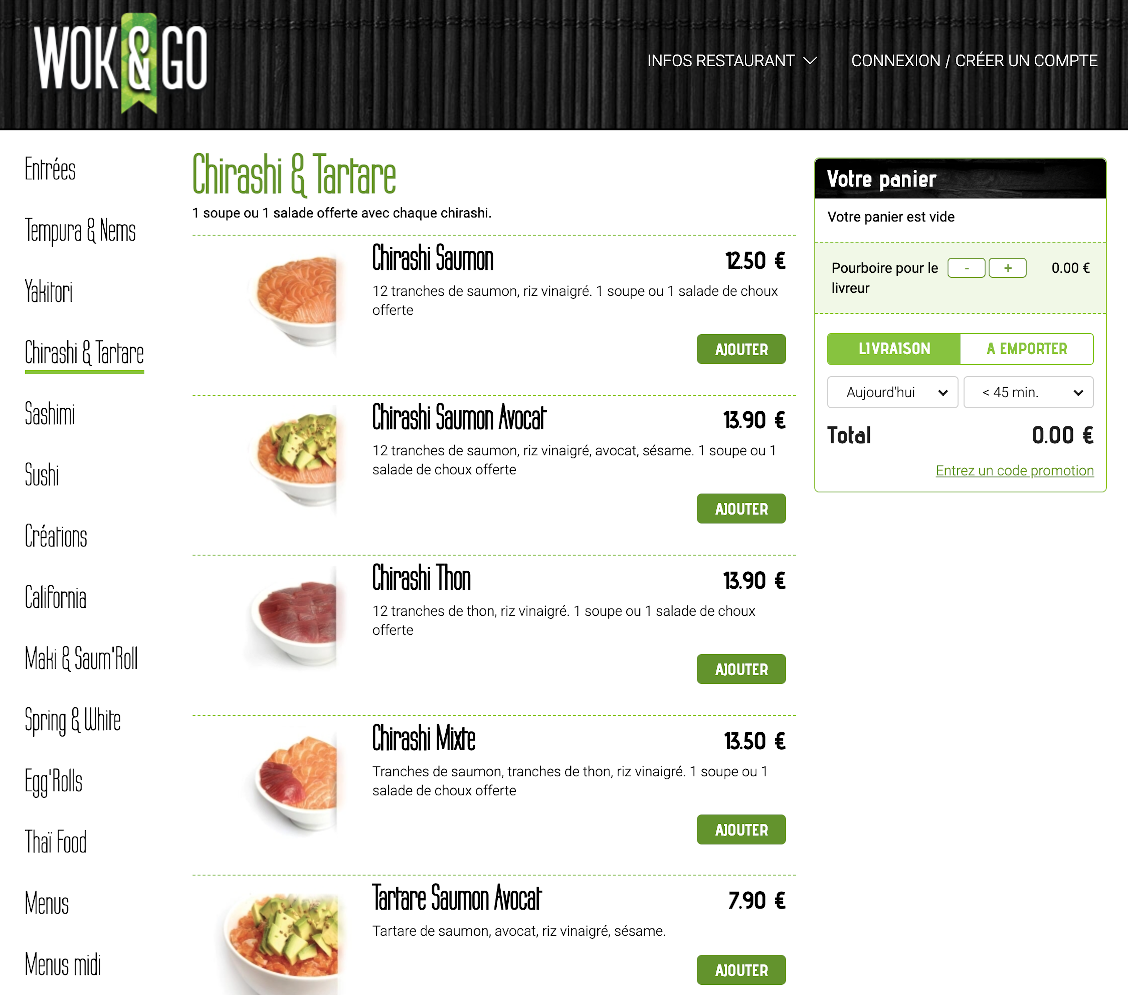 WOK & GO
INFOS RESTAURANT
CONNEXION / CRÉER UN COMPTE
Entrées
Tempura & Nems
Yakitori
Chirashi & Tartare
Sashimi
Sushi
Créations
California
Maki & Saum'Roll
Spring & White
Egg'Rolls
Thaï Food
Menus
Menus midi
Chirashi & Tartare
1 soupe ou 1 salade offerte avec chaque chirashi.
Chirashi Saumon
12.50 €
12 tranches de saumon, riz vinaigré. 1 soupe ou 1 salade de choux
offerte
AJOUTER
Chirashi Saumon Avocat
13.90 €
12 tranches de saumon, riz vinaigré, avocat, sésame. 1 soupe ou 1
salade de choux offerte
AJOUTER
Chirashi Thon
13.90 €
12 tranches de thon, riz vinaigré. 1 soupe ou 1 salade de choux
offerte
AJOUTER
Chirashi Mixte
13.50 €
Tranches de saumon, tranches de thon, riz vinaigré. 1 soupe ou 1
salade de choux offerte
AJOUTER
Tartare Saumon Avocat
7.90 €
Tartare de saumon, avocat, riz vinaigré, sésame.
AJOUTER
Votre panier
Votre panier est vide
Pourboire pour le
livreur
- +
0.00 €
LIVRAISON
A EMPORTER
Aujourd'hui
< 45 min.
Total
0.00 €
Entrez un code promotion